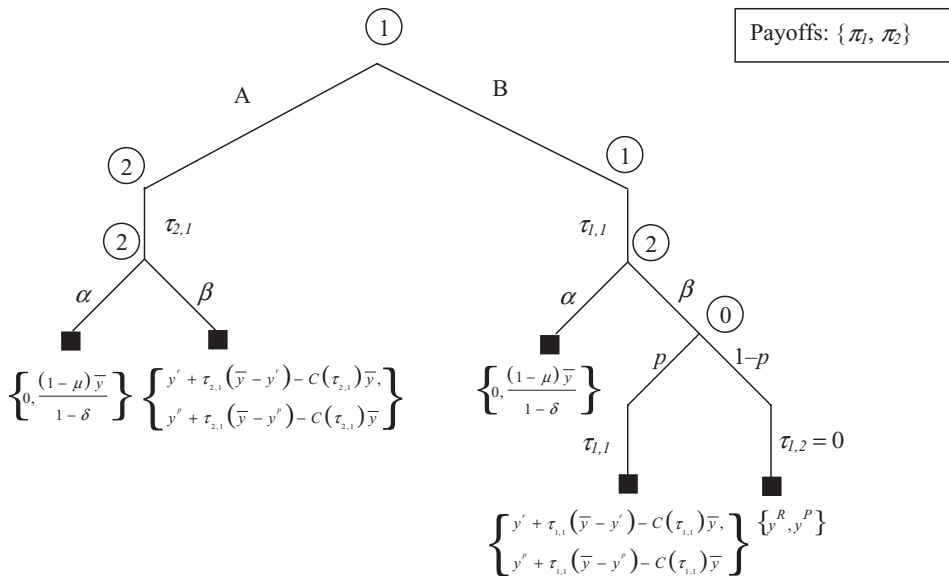 1
Payoffs: {π₁, π₂}
A
B
2
1
τ₂,₁
τ₁,₁
2
2
α
β
α
β
0
p
1–p
{0, (1 − μ) ȳ / 1 − δ}
{y^r + τ₂,₁(ȳ − y^r) − C(τ₂,₁)ȳ,
y^p + τ₂,₁(ȳ − y^p) − C(τ₂,₁)ȳ}
{0, (1 − μ) ȳ / 1 − δ}
τ₁,₁
τ₁,₂ = 0
{y^r + τ₁,₁(ȳ − y^r) − C(τ₁,₁)ȳ,
y^p + τ₁,₁(ȳ − y^p) − C(τ₁,₁)ȳ}
{y^R, y^P}